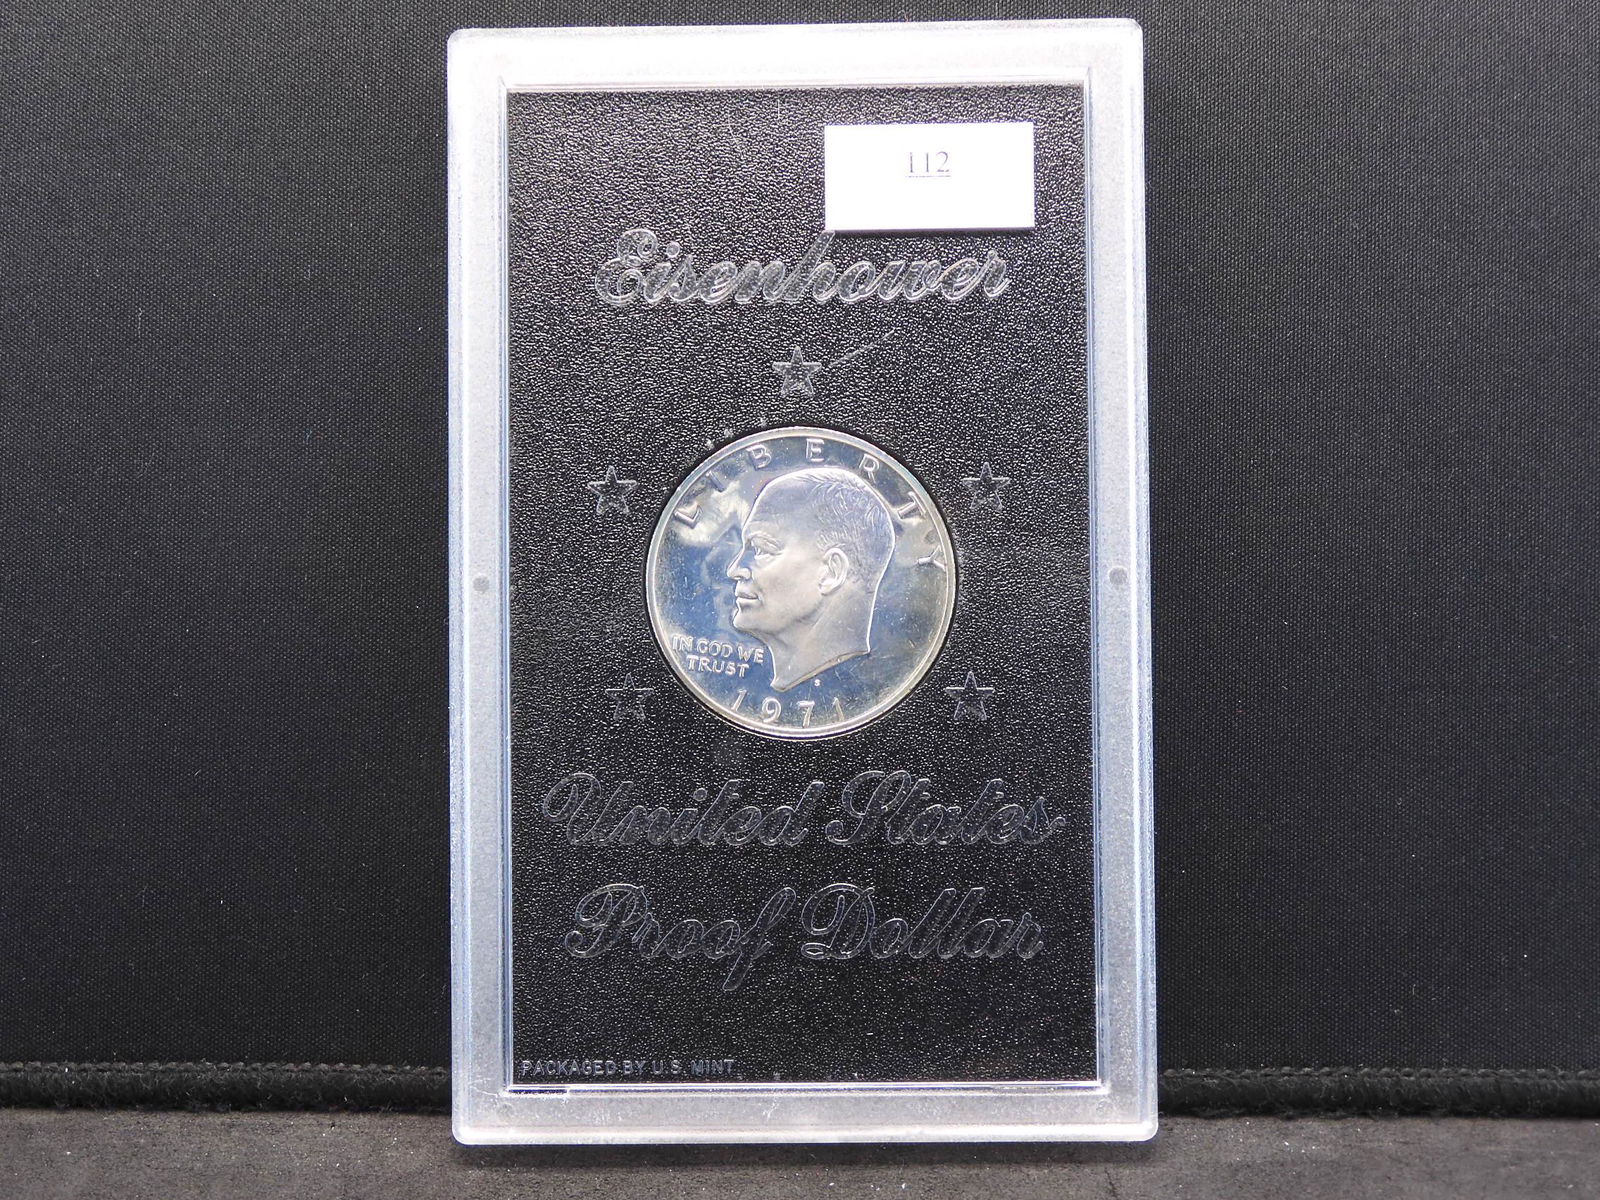 112
Eisenhower
LIBERTY
IN GOD WE
TRUST
S
1971
United States
Proof Dollar
PACKAGED BY U.S. MINT